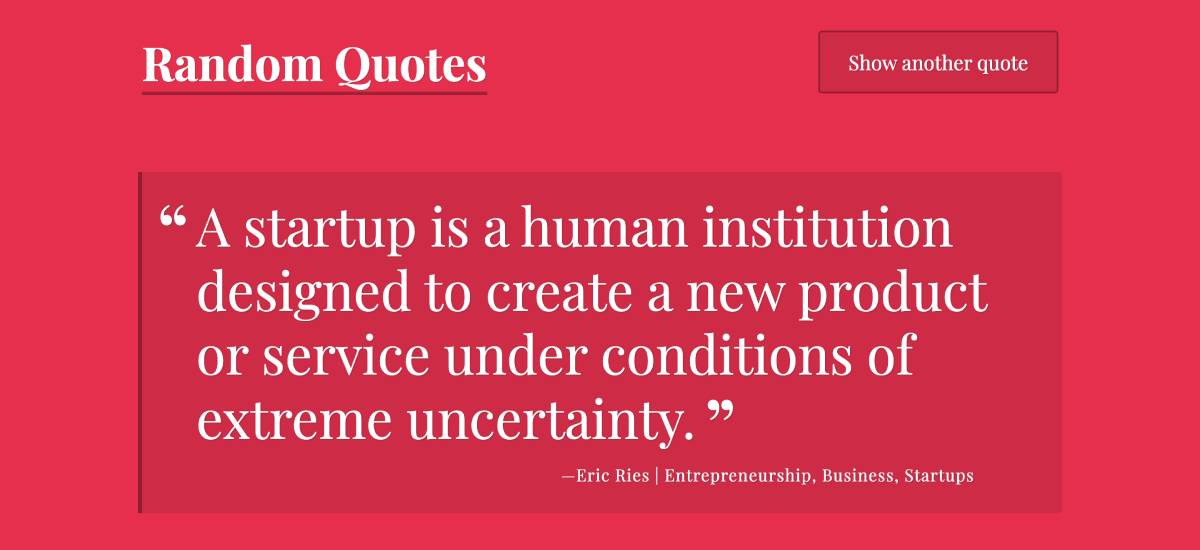 Random Quotes
Show another quote
“ A startup is a human institution
designed to create a new product
or service under conditions of
extreme uncertainty. ”
—Eric Ries | Entrepreneurship, Business, Startups